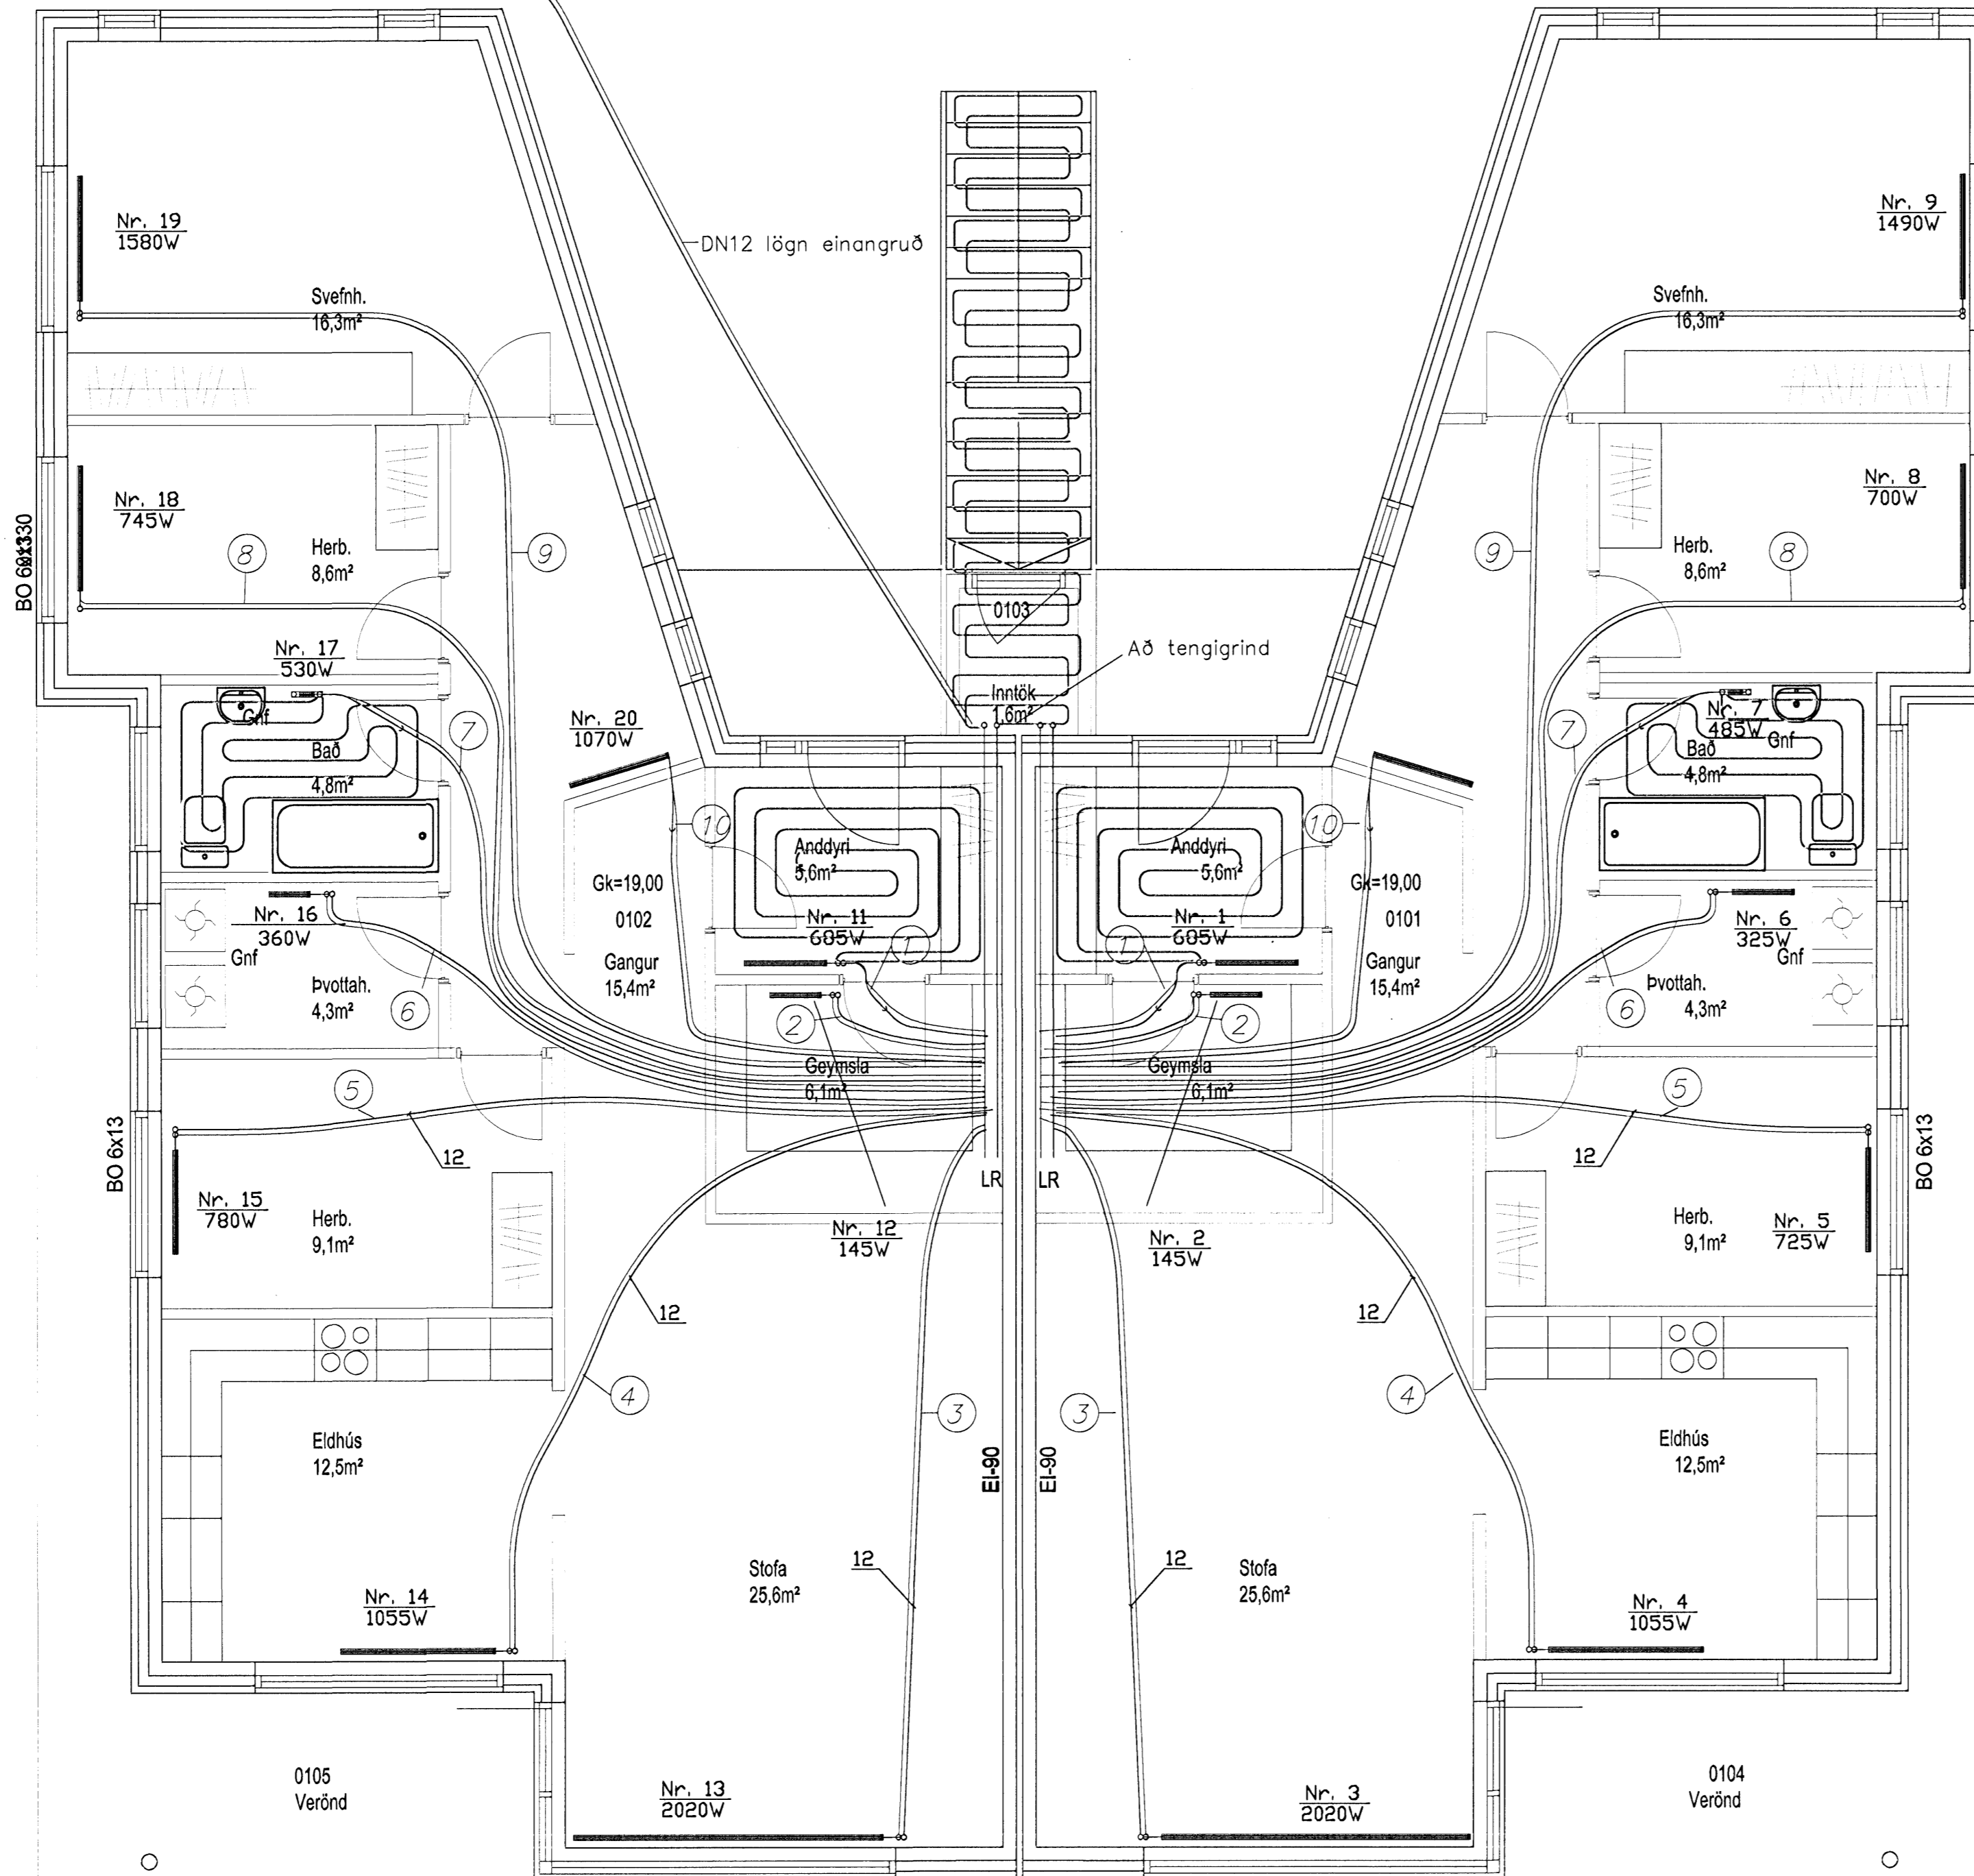 Nr. 19
1580W
Svefnh.
16,3m²
DN12 lögn einangruð
Nr. 9
1490W
Svefnh.
16,3m²
Nr. 18
745W
8
Herb.
8,6m²
9
Nr. 8
700W
9
Herb.
8,6m²
8
0103
Að tengigrind
Inntök
1,6m²
Nr. 17
530W
Gnf
Bað
4,8m²
7
Nr. 20
1070W
10
Nr. 7
485W
Gnf
Bað
4,8m²
7
10
Anddyri
5,6m²
Anddyri
5,6m²
Gk=19,00
0102
Gangur
15,4m²
Gk=19,00
0101
Gangur
15,4m²
Nr. 11
605W
1
Nr. 1
605W
1
Nr. 16
360W
Gnf
Þvottah.
4,3m²
6
Nr. 6
325W
Gnf
Þvottah.
4,3m²
6
2
2
Geymsla
6,1m²
Geymsla
6,1m²
5
12
5
12
BO 6x13
BO 6x13
LR
LR
Nr. 15
780W
Herb.
9,1m²
Nr. 12
145W
Nr. 2
145W
Herb.
9,1m²
Nr. 5
725W
12
12
4
3
3
4
Eldhús
12,5m²
EI-90
EI-90
Eldhús
12,5m²
Stofa
25,6m²
12
12
Stofa
25,6m²
Nr. 14
1055W
Nr. 4
1055W
0105
Verönd
Nr. 13
2020W
Nr. 3
2020W
0104
Verönd